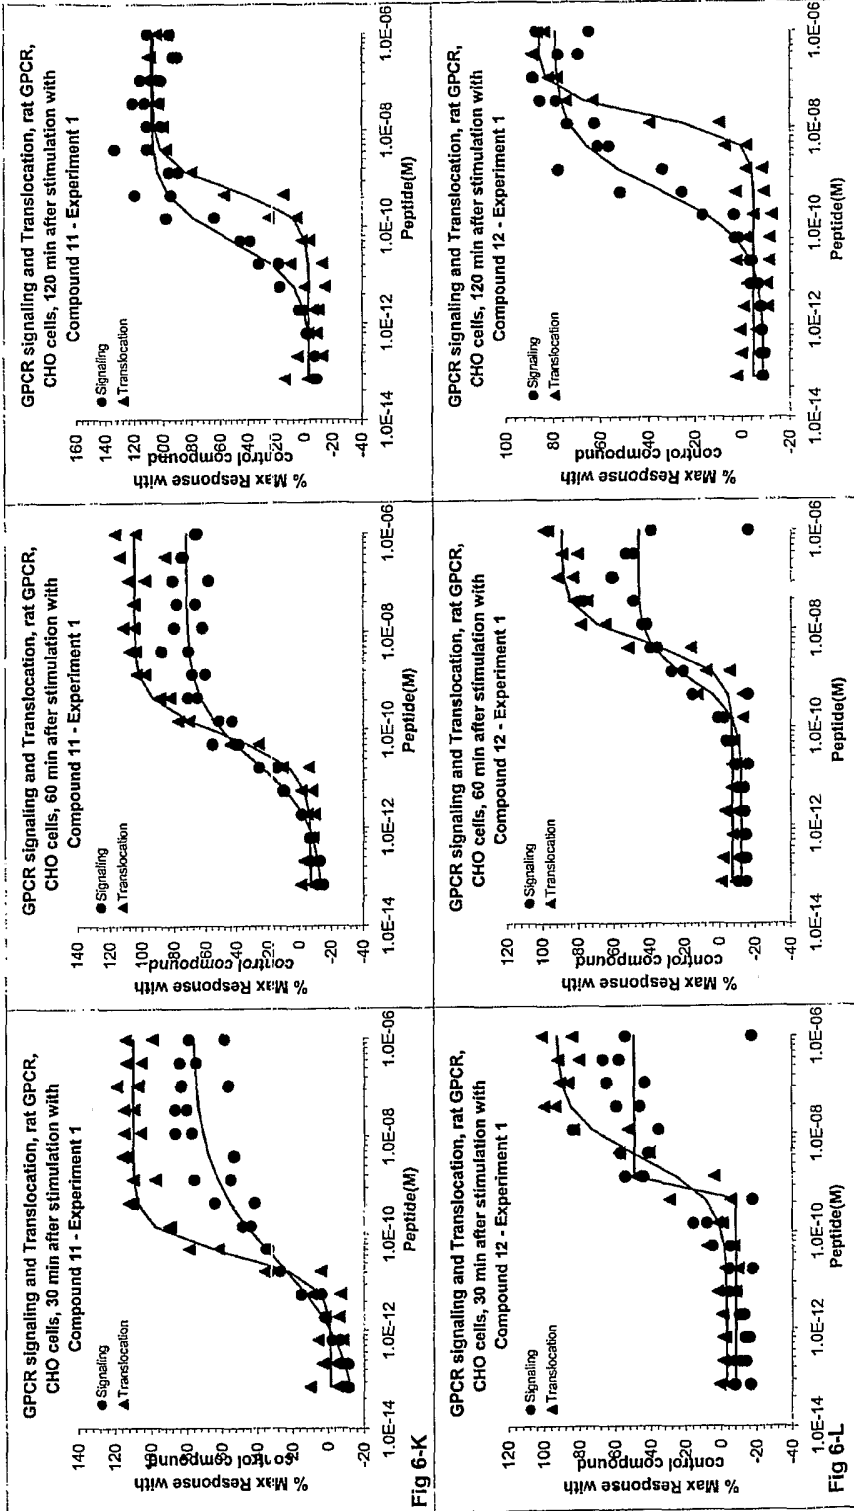 GPCR signaling and Translocation, rat GPCR,
CHO cells, 30 min after stimulation with
Compound 11 - Experiment 1
Signaling
Translocation
% Max Response with
control compound
120
100
80
60
40
20
0
-20
1.0E-14
1.0E-12
1.0E-10
1.0E-08
1.0E-06
Peptide(M)
Fig 6-K
GPCR signaling and Translocation, rat GPCR,
CHO cells, 60 min after stimulation with
Compound 11 - Experiment 1
Signaling
Translocation
% Max Response with
control compound
140
120
100
80
60
40
20
0
-20
-40
1.0E-14
1.0E-12
1.0E-10
1.0E-08
1.0E-06
Peptide(M)
GPCR signaling and Translocation, rat GPCR,
CHO cells, 120 min after stimulation with
Compound 11 - Experiment 1
Signaling
Translocation
% Max Response with
control compound
160
140
120
100
80
60
40
20
0
-20
-40
1.0E-14
1.0E-12
1.0E-10
1.0E-08
1.0E-06
Peptide(M)
GPCR signaling and Translocation, rat GPCR,
CHO cells, 30 min after stimulation with
Compound 12 - Experiment 1
Signaling
Translocation
% Max Response with
control compound
120
100
80
60
40
20
0
-20
-40
1.0E-14
1.0E-12
1.0E-10
1.0E-08
1.0E-06
Peptide(M)
Fig 6-L
GPCR signaling and Translocation, rat GPCR,
CHO cells, 60 min after stimulation with
Compound 12 - Experiment 1
Signaling
Translocation
% Max Response with
control compound
120
100
80
60
40
20
0
-20
-40
1.0E-14
1.0E-12
1.0E-10
1.0E-08
1.0E-06
Peptide(M)
GPCR signaling and Translocation, rat GPCR,
CHO cells, 120 min after stimulation with
Compound 12 - Experiment 1
Signaling
Translocation
% Max Response with
control compound
100
80
60
40
20
0
-20
1.0E-14
1.0E-12
1.0E-10
1.0E-08
1.0E-06
Peptide(M)